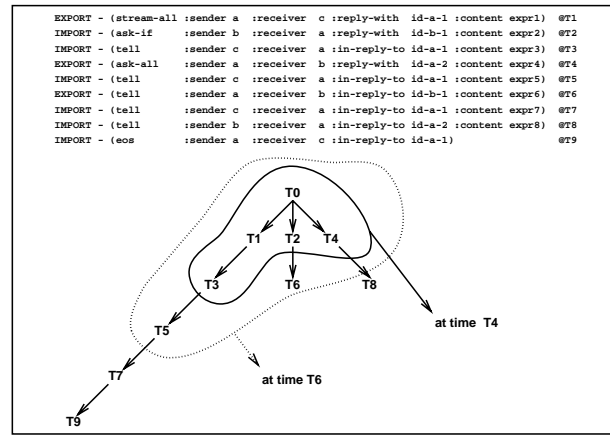 EXPORT - (stream-all :sender a :receiver c :reply-with id-a-1 :content expr1) @T1
IMPORT - (ask-if :sender b :receiver a :reply-with id-b-1 :content expr2) @T2
IMPORT - (tell :sender c :receiver a :in-reply-to id-a-1 :content expr3) @T3
EXPORT - (ask-all :sender a :receiver b :reply-with id-a-2 :content expr4) @T4
IMPORT - (tell :sender c :receiver a :in-reply-to id-a-1 :content expr5) @T5
EXPORT - (tell :sender a :receiver b :in-reply-to id-b-1 :content expr6) @T6
IMPORT - (tell :sender c :receiver a :in-reply-to id-a-1 :content expr7) @T7
IMPORT - (tell :sender b :receiver a :in-reply-to id-a-2 :content expr8) @T8
IMPORT - (eos :sender a :receiver c :in-reply-to id-a-1) @T9
T0
T1 T2 T4
T3 T6 T8
T5
at time T4
T7
at time T6
T9